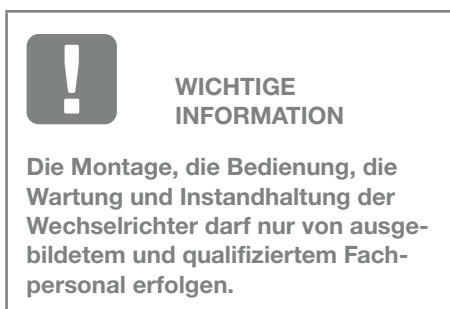 WICHTIGE
INFORMATION
Die Montage, die Bedienung, die
Wartung und Instandhaltung der
Wechselrichter darf nur von ausge-
bildetem und qualifiziertem Fach-
personal erfolgen.